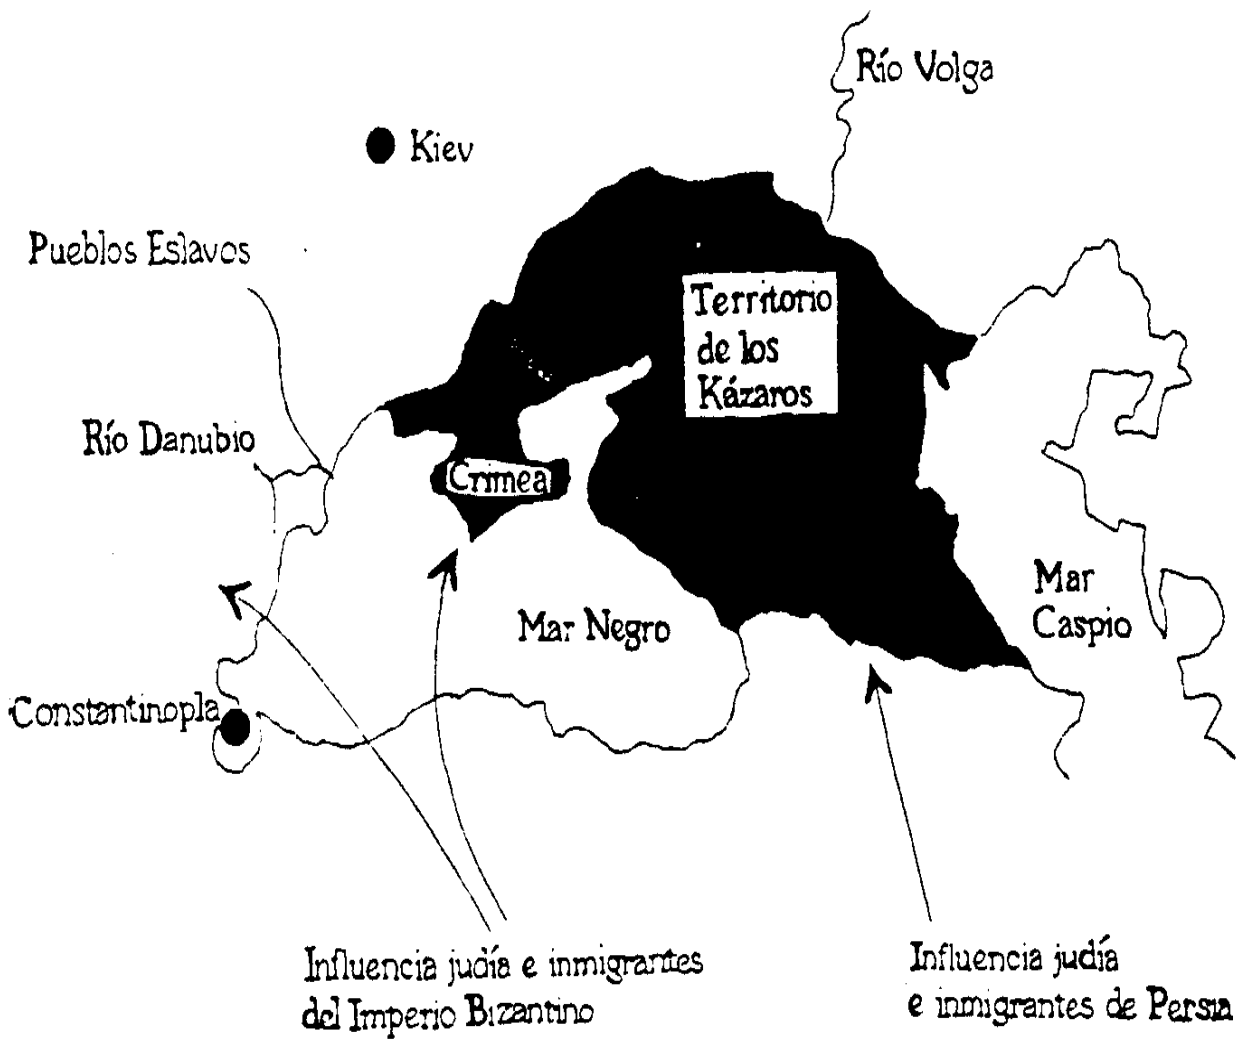 Río Volga
Kiev
Pueblos Eslavos
Territorio
de los
Kázaros
Río Danubio
Crimea
Mar
Caspio
Mar Negro
Constantinopla
Influencia judía e inmigrantes
del Imperio Bizantino
Influencia judía
e inmigrantes de Persia